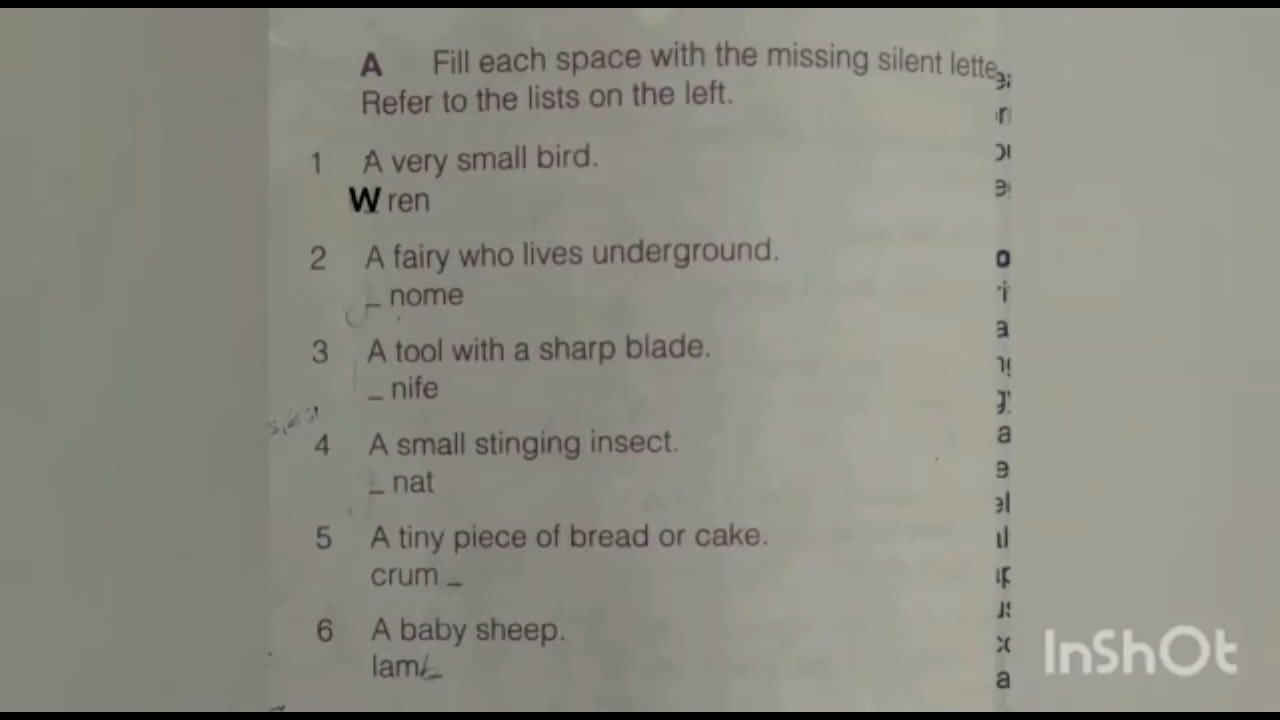 A Fill each space with the missing silent lette
Refer to the lists on the left.
1 A very small bird.
Wren
2 A fairy who lives underground.
_ nome
3 A tool with a sharp blade.
_ nife
4 A small stinging insect.
_ nat
5 A tiny piece of bread or cake.
crum _
6 A baby sheep.
lam_
InShOt